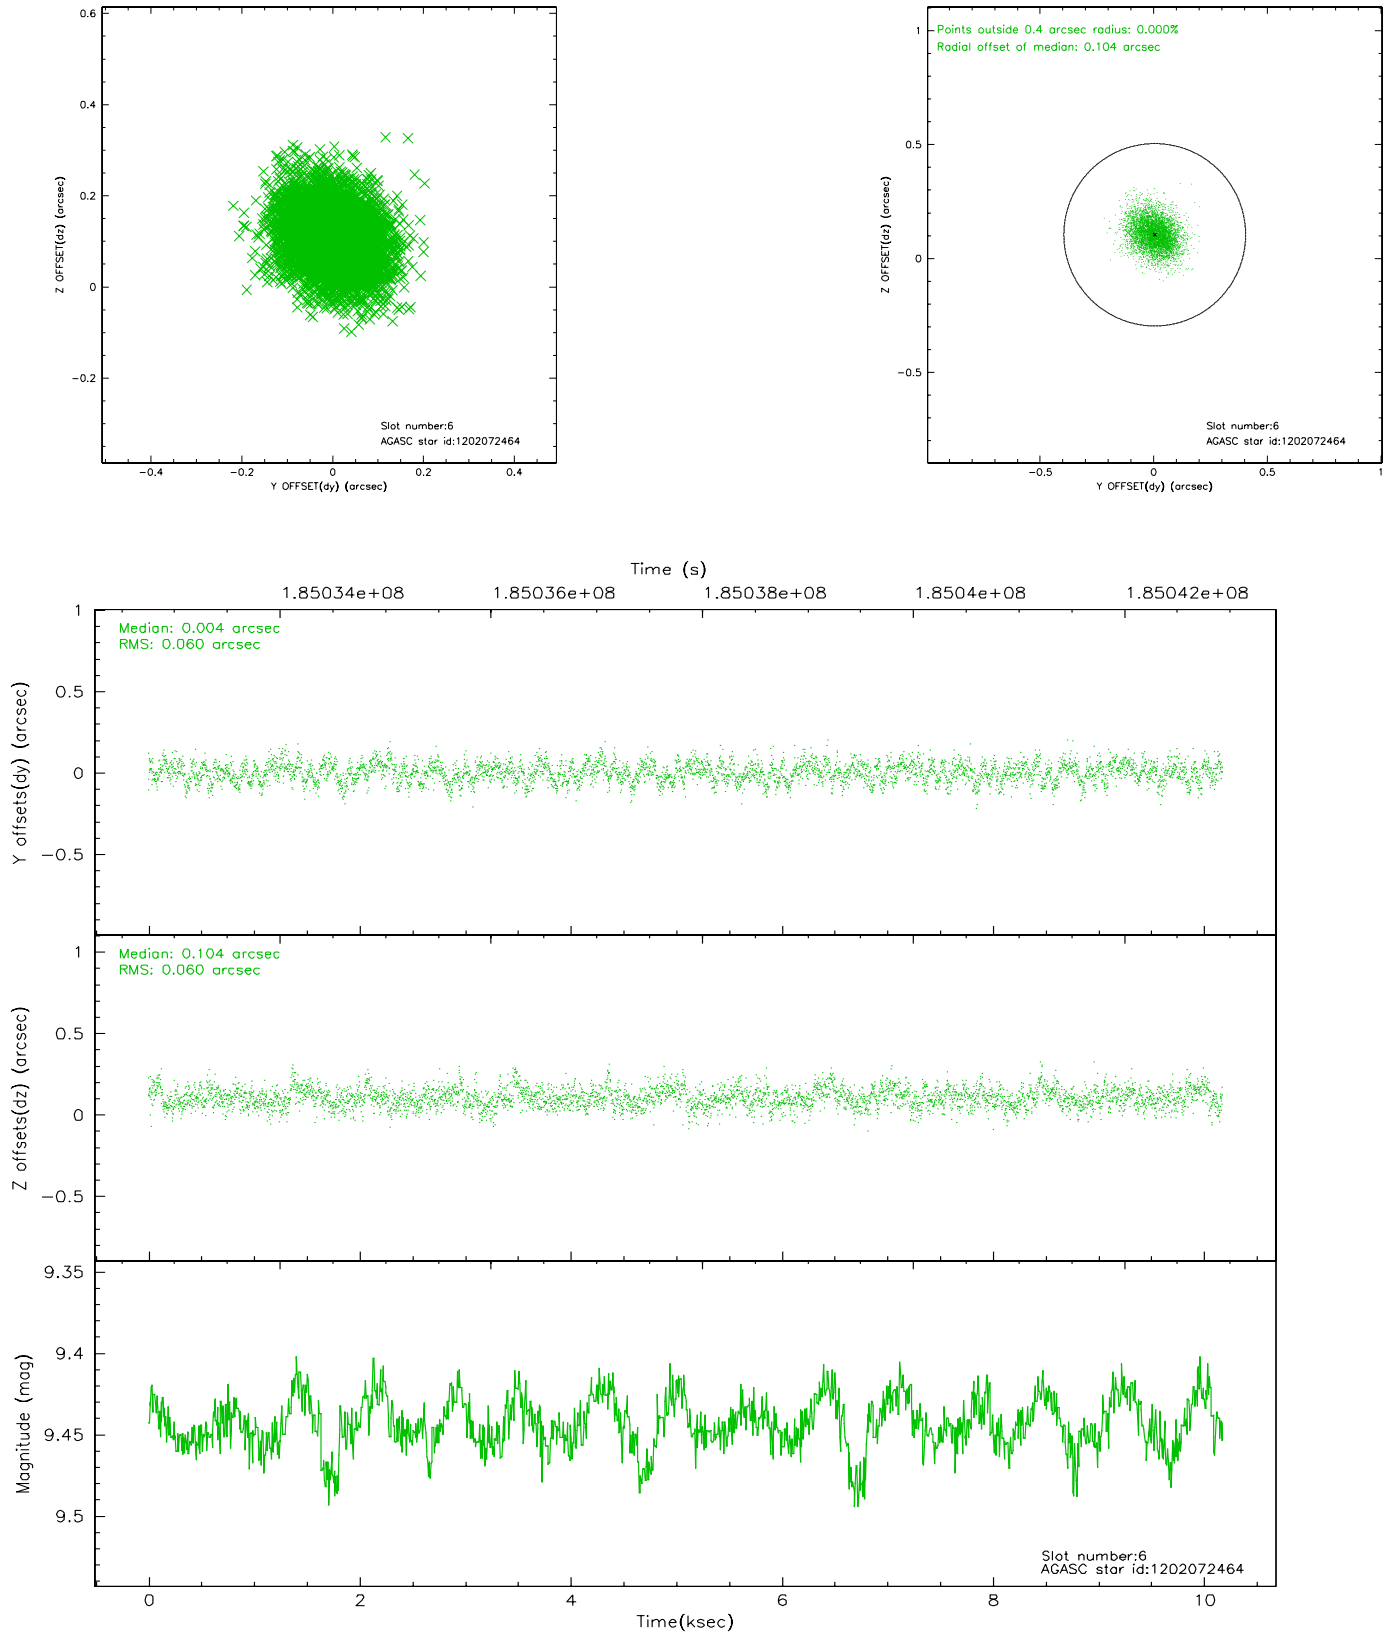 0.6
0.4
0.2
0
−0.2
−0.4
−0.2
0
0.2
0.4
Z OFFSET(dz) (arcsec)
Y OFFSET(dy) (arcsec)
Slot number:6
AGASC star id:1202072464
Points outside 0.4 arcsec radius: 0.000%
Radial offset of median: 0.104 arcsec
1
0.5
0
−0.5
−0.5
0
0.5
1
Z OFFSET(dz) (arcsec)
Y OFFSET(dy) (arcsec)
Slot number:6
AGASC star id:1202072464
Time (s)
1.85034e+08 1.85036e+08 1.85038e+08 1.8504e+08 1.85042e+08
Median: 0.004 arcsec
RMS: 0.060 arcsec
1
0.5
0
−0.5
Y offsets(dy) (arcsec)
Median: 0.104 arcsec
RMS: 0.060 arcsec
1
0.5
0
−0.5
Z offsets(dz) (arcsec)
9.35
9.4
9.45
9.5
Magnitude (mag)
Slot number:6
AGASC star id:1202072464
0 2 4 6 8 10
Time(ksec)